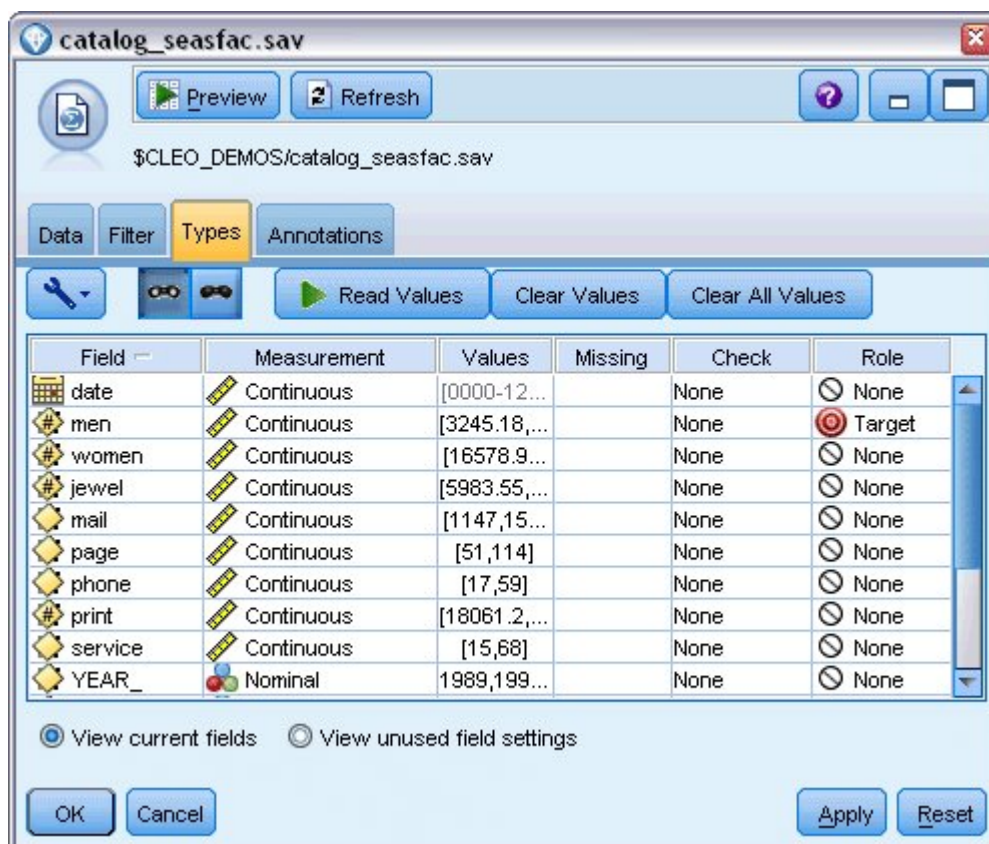 catalog_seasfac.sav
Preview Refresh
$CLEO_DEMOS/catalog_seasfac.sav
Data Filter Types Annotations
Read Values Clear Values Clear All Values
Field Measurement Values Missing Check Role
date Continuous [0000-12... None None
men Continuous [3245.18,... None Target
women Continuous [16578.9... None None
jewel Continuous [5983.55,... None None
mail Continuous [1147,15... None None
page Continuous [51,114] None None
phone Continuous [17,59] None None
print Continuous [18061.2,... None None
service Continuous [15,68] None None
YEAR_ Nominal 1989,199... None None
View current fields View unused field settings
OK Cancel Apply Reset